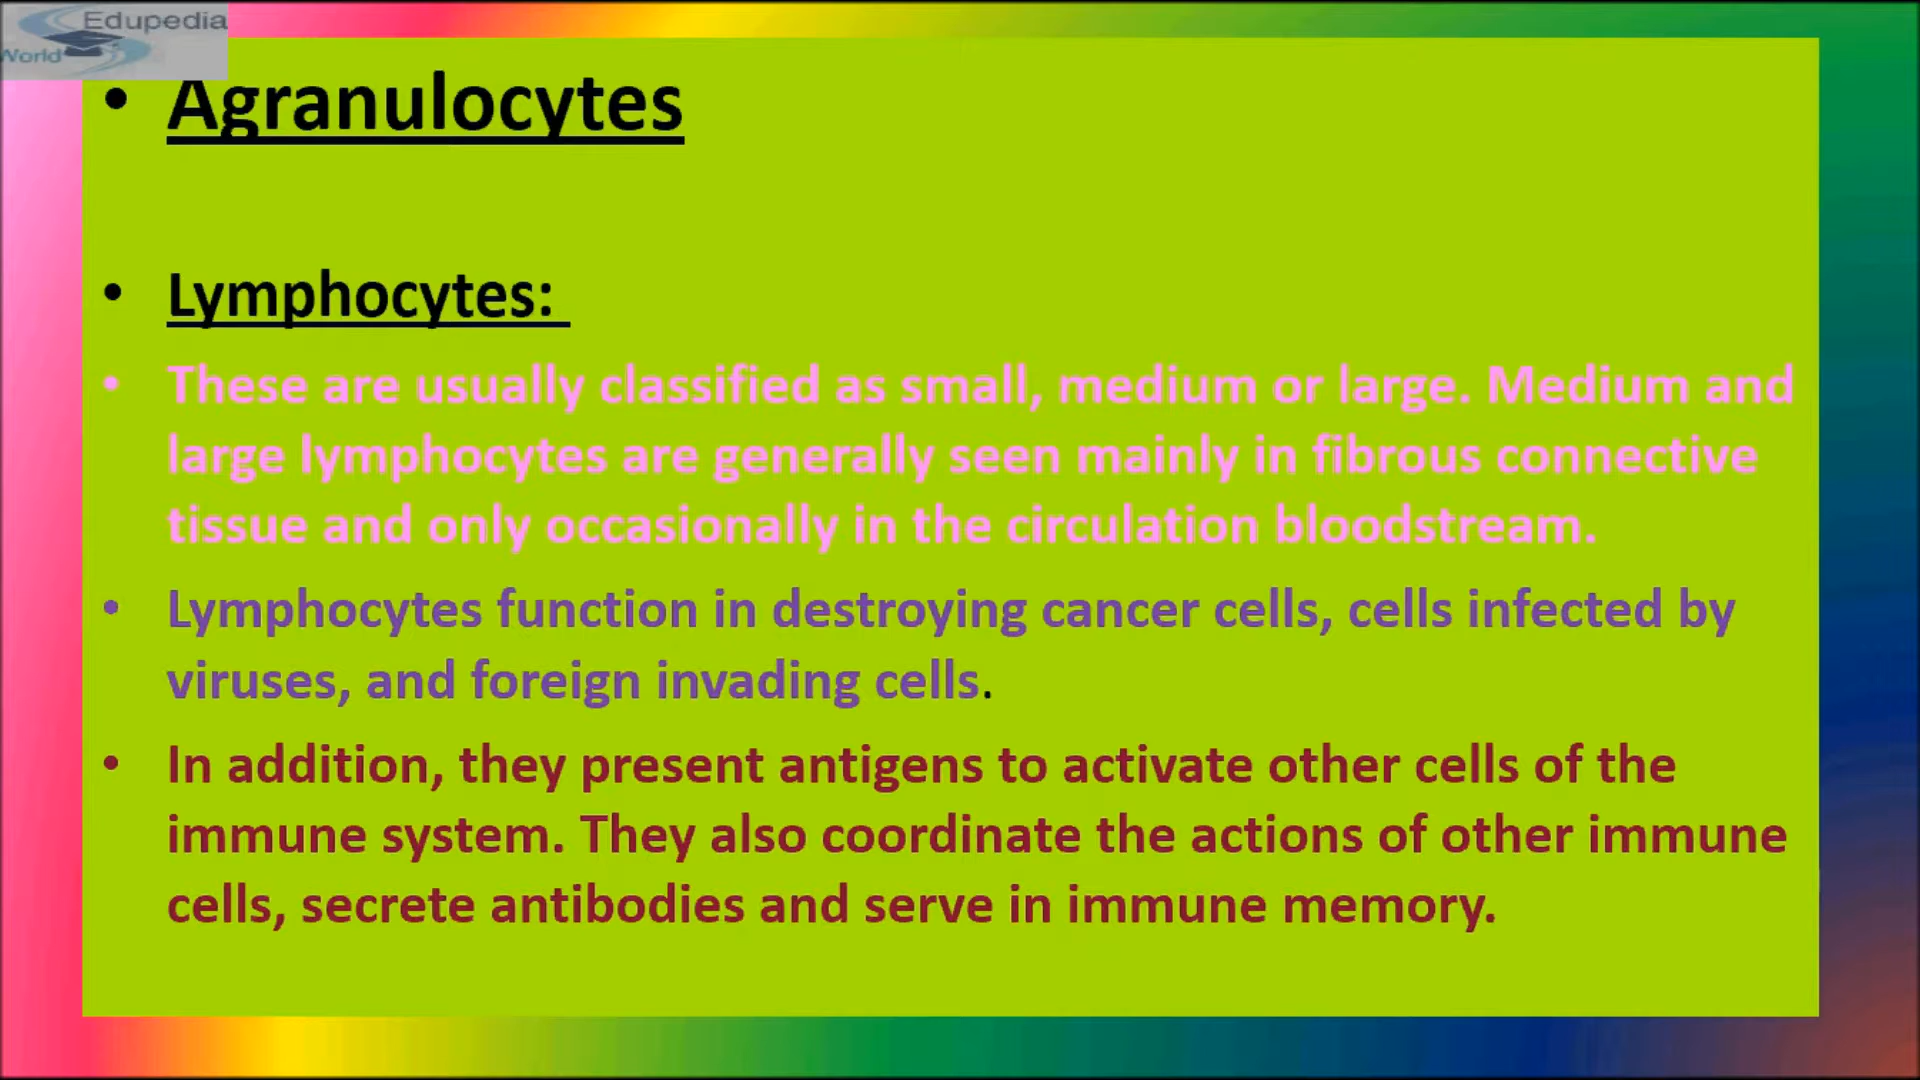 Edupedia
World
• Agranulocytes
• Lymphocytes:
• These are usually classified as small, medium or large. Medium and
large lymphocytes are generally seen mainly in fibrous connective
tissue and only occasionally in the circulation bloodstream.
• Lymphocytes function in destroying cancer cells, cells infected by
viruses, and foreign invading cells.
• In addition, they present antigens to activate other cells of the
immune system. They also coordinate the actions of other immune
cells, secrete antibodies and serve in immune memory.